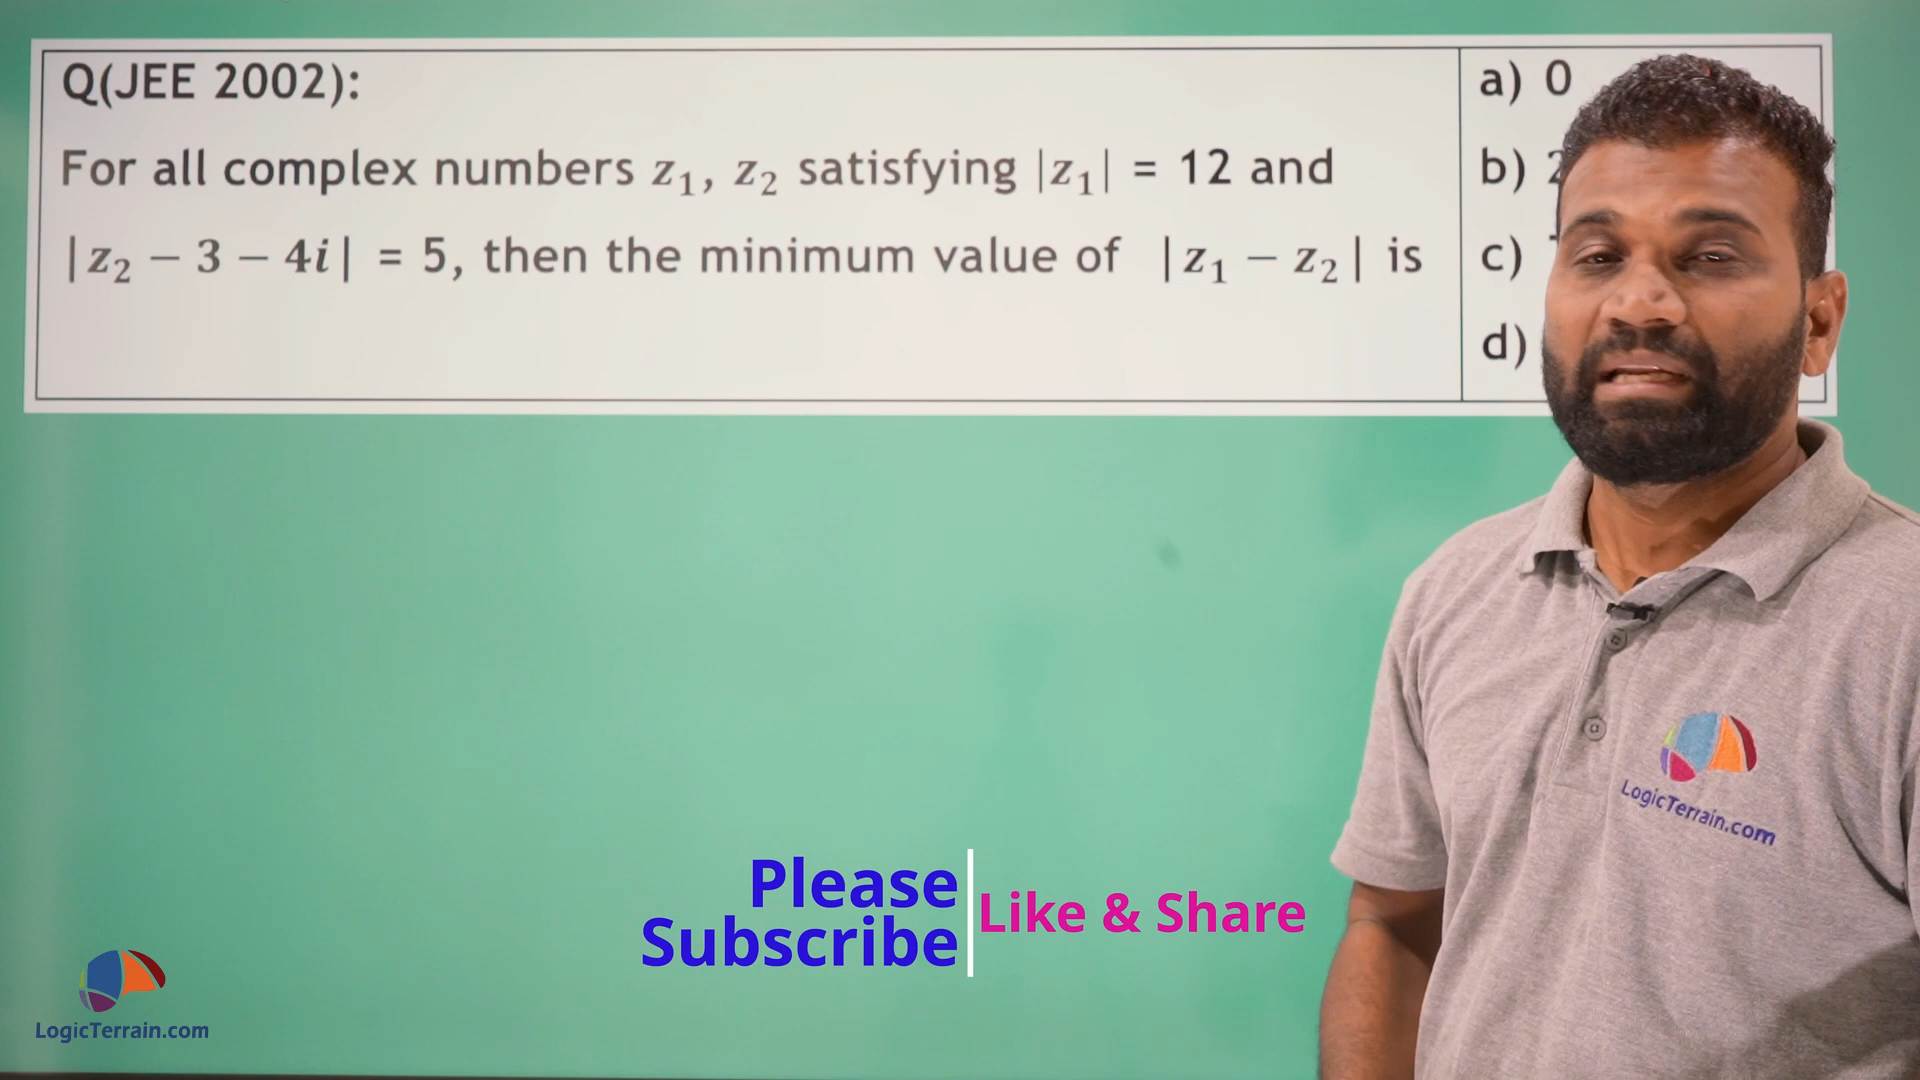 Q(JEE 2002):
For all complex numbers z₁, z₂ satisfying |z₁| = 12 and
|z₂ − 3 − 4i| = 5, then the minimum value of |z₁ − z₂| is
a) 0
b) 2
c)
d)
LogicTerrain.com
Please
Subscribe
Like & Share
LogicTerrain.com